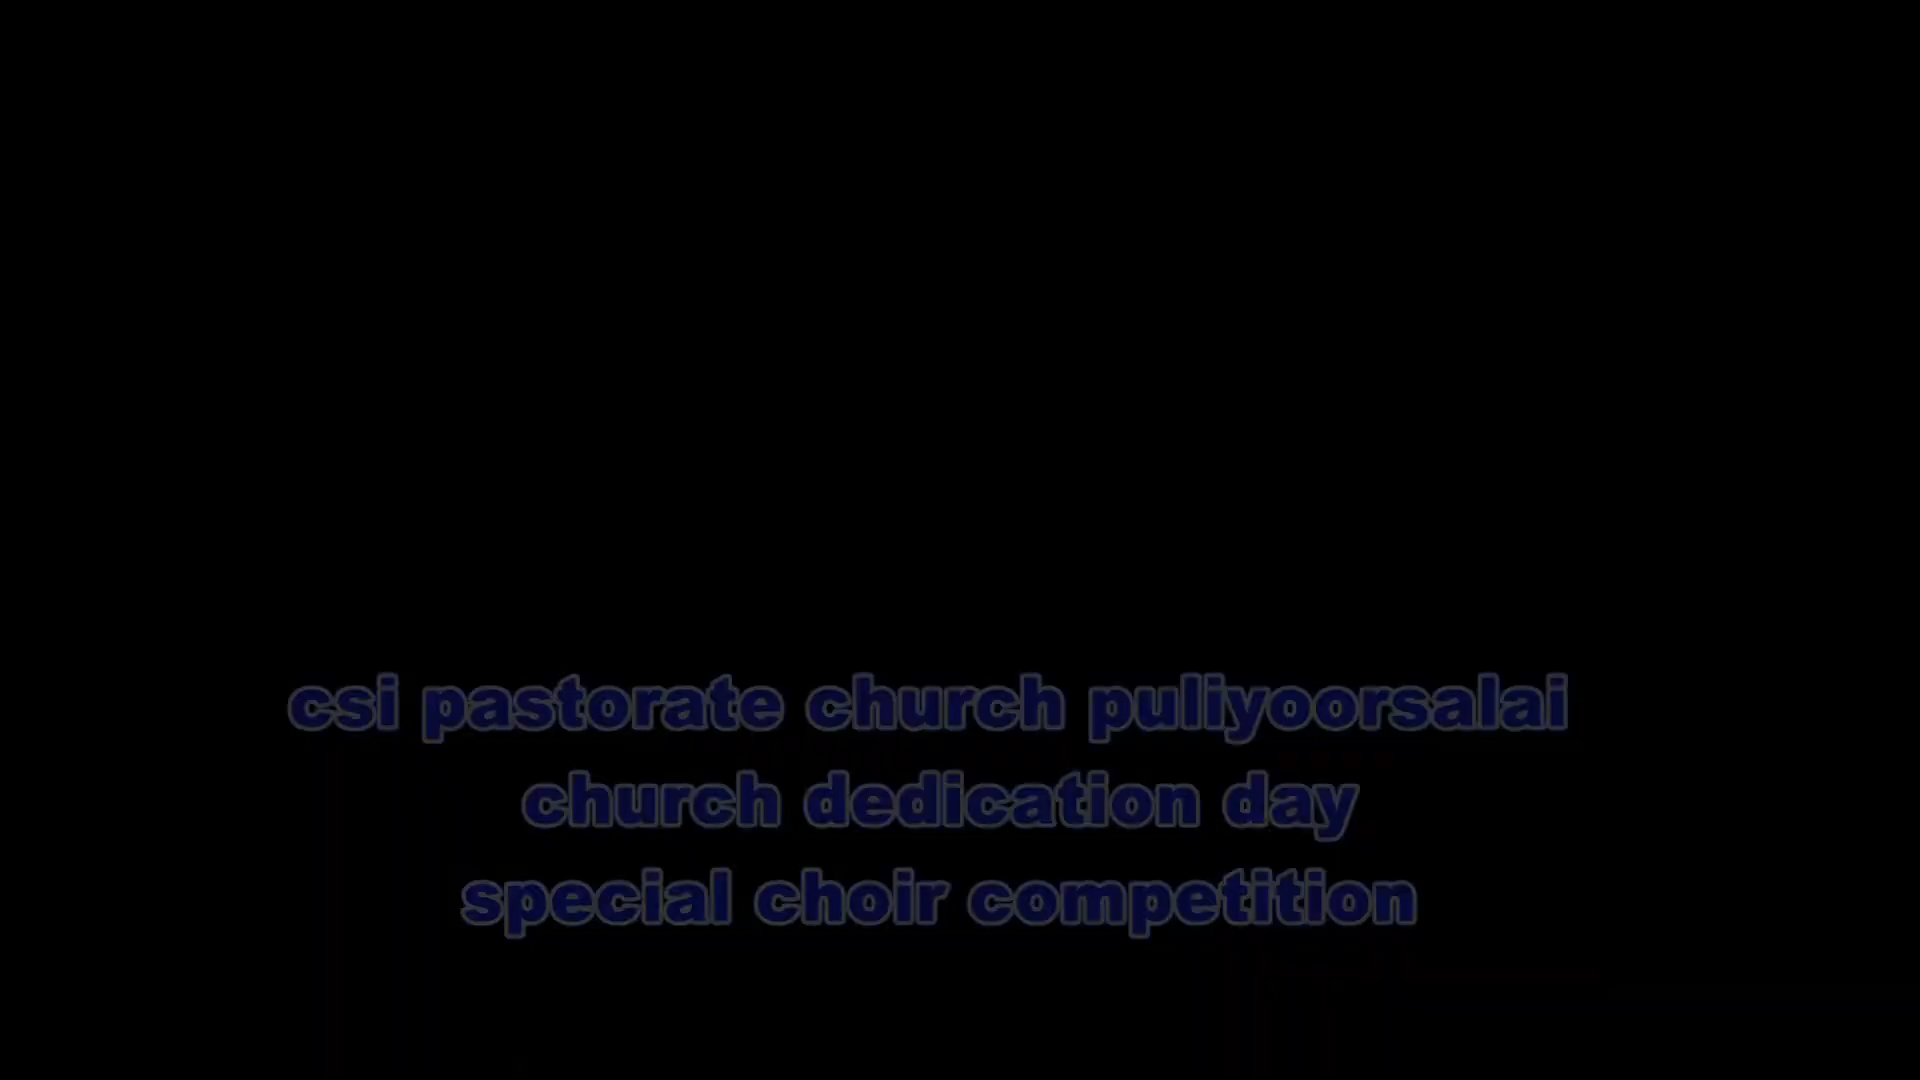 csi pastorate church puliyoorsalai
church dedication day
special choir competition